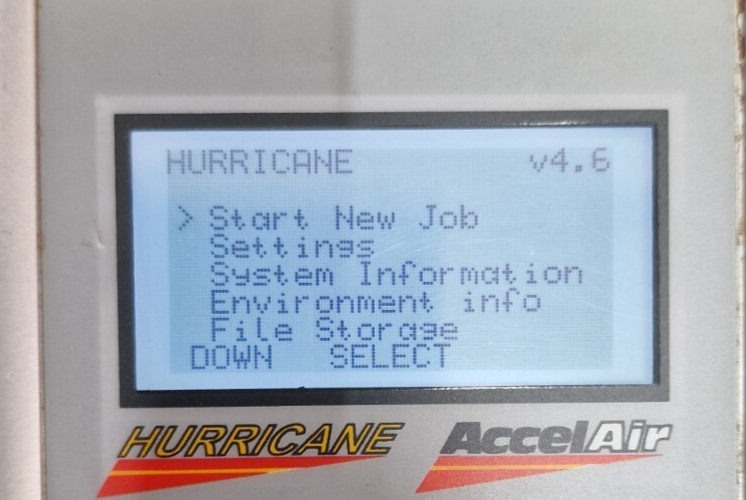 HURRICANE v4.6
> Start New Job
Settings
System Information
Environment info
File Storage
DOWN SELECT
HURRICANE AccelAir